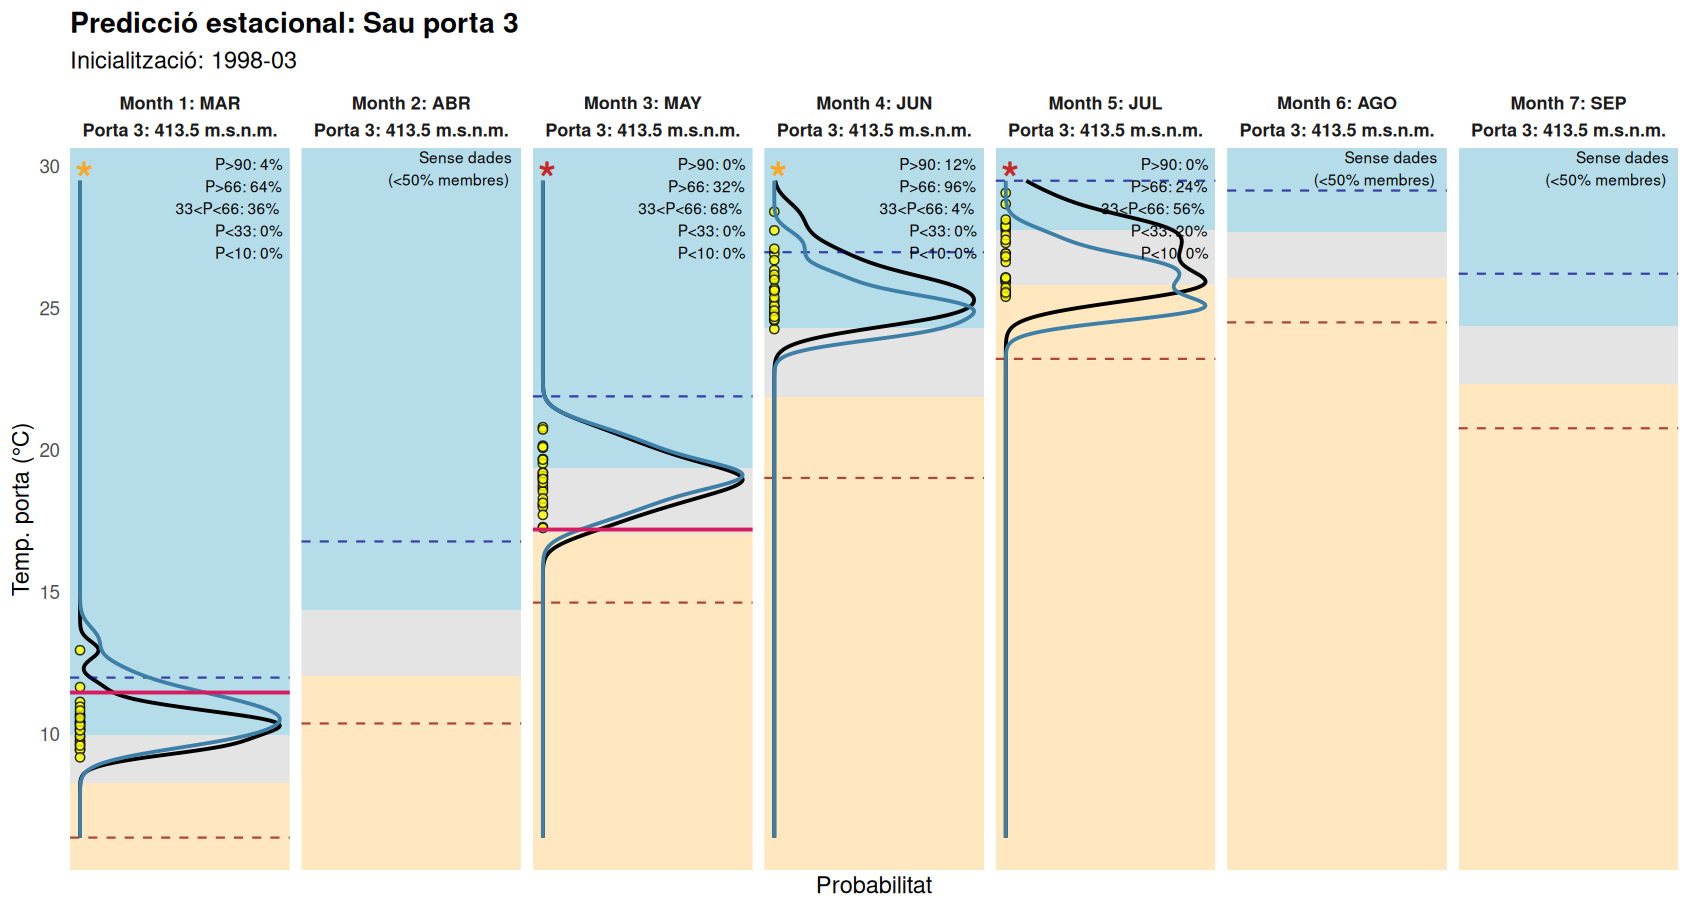 Predicció estacional: Sau porta 3
Inicialització: 1998-03
Month 1: MAR
Porta 3: 413.5 m.s.n.m.
Month 2: ABR
Porta 3: 413.5 m.s.n.m.
Month 3: MAY
Porta 3: 413.5 m.s.n.m.
Month 4: JUN
Porta 3: 413.5 m.s.n.m.
Month 5: JUL
Porta 3: 413.5 m.s.n.m.
Month 6: AGO
Porta 3: 413.5 m.s.n.m.
Month 7: SEP
Porta 3: 413.5 m.s.n.m.
Temp. porta (°C)
30
25
20
15
10
*
P>90: 4%
P>66: 64%
33<P<66: 36%
P<33: 0%
P<10: 0%
Sense dades
(<50% membres)
*
P>90: 0%
P>66: 32%
33<P<66: 68%
P<33: 0%
P<10: 0%
*
P>90: 12%
P>66: 96%
33<P<66: 4%
P<33: 0%
P<10: 0%
*
P>90: 0%
P>66: 24%
33<P<66: 56%
P<33: 20%
P<10: 0%
Sense dades
(<50% membres)
Sense dades
(<50% membres)
Probabilitat